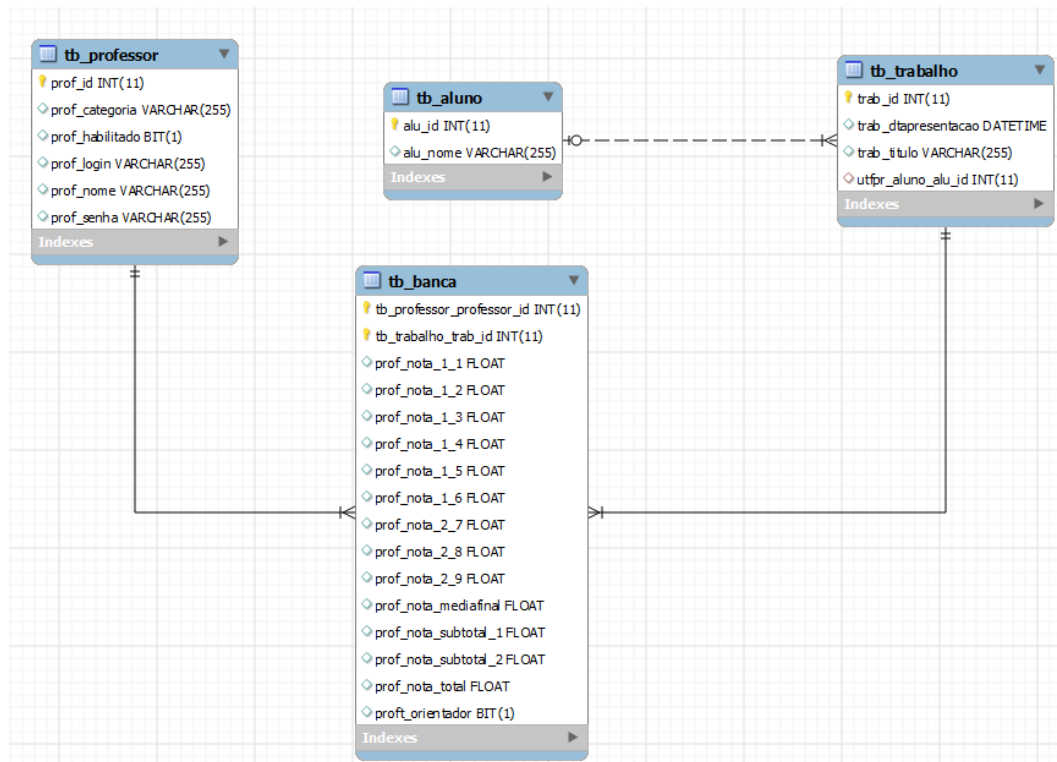 tb_professor
prof_id INT(11)
prof_categoria VARCHAR(255)
prof_habilitado BIT(1)
prof_login VARCHAR(255)
prof_nome VARCHAR(255)
prof_senha VARCHAR(255)
Indexes
tb_aluno
alu_id INT(11)
alu_nome VARCHAR(255)
Indexes
tb_trabalho
trab_id INT(11)
trab_dtapresentacao DATETIME
trab_titulo VARCHAR(255)
utfpr_aluno_alu_id INT(11)
Indexes
tb_banca
tb_professor_professor_id INT(11)
tb_trabalho_trab_id INT(11)
prof_nota_1_1 FLOAT
prof_nota_1_2 FLOAT
prof_nota_1_3 FLOAT
prof_nota_1_4 FLOAT
prof_nota_1_5 FLOAT
prof_nota_1_6 FLOAT
prof_nota_2_7 FLOAT
prof_nota_2_8 FLOAT
prof_nota_2_9 FLOAT
prof_nota_mediafinal FLOAT
prof_nota_subtotal_1 FLOAT
prof_nota_subtotal_2 FLOAT
prof_nota_total FLOAT
proft_orientador BIT(1)
Indexes